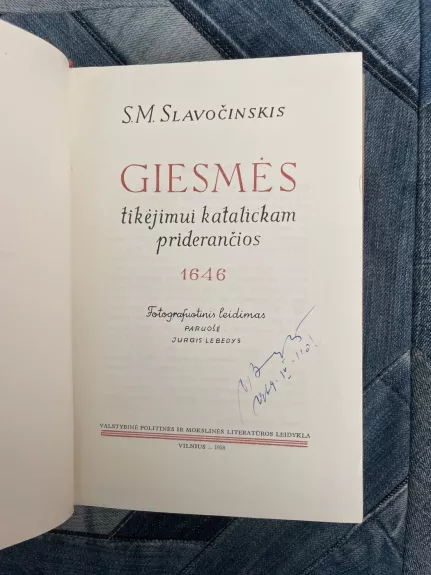 S. M. SLAVOČINSKIS
GIESMĖS
tikėjimui katalickam
priderančios
1646
Fotografuotinis leidimas
PARUOŠĖ
JURGIS LEBEDYS
VALSTYBINĖ POLITINĖS IR MOKSLINĖS LITERATŪROS LEIDYKLA
VILNIUS – 1958